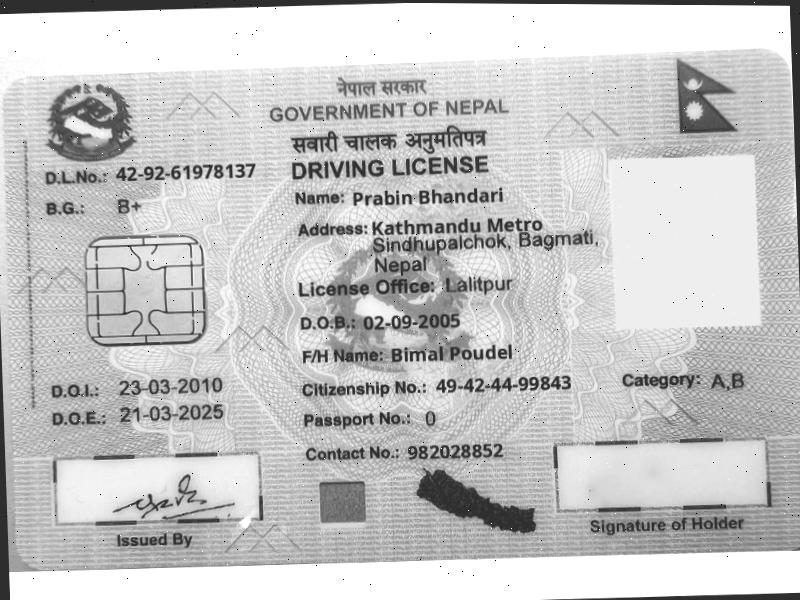 नेपाल सरकार
GOVERNMENT OF NEPAL
सवारी चालक अनुमतिपत्र
DRIVING LICENSE
D.L.No.: 42-92-61978137
B.G.: B+
Name: Prabin Bhandari
Address: Kathmandu Metro
Sindhupalchok, Bagmati,
Nepal
License Office: Lalitpur
D.O.B.: 02-09-2005
F/H Name: Bimal Poudel
D.O.I.: 23-03-2010
Citizenship No.: 49-42-44-99843
Category: A,B
D.O.E.: 21-03-2025
Passport No.: 0
Contact No.: 982028852
Issued By
Signature of Holder